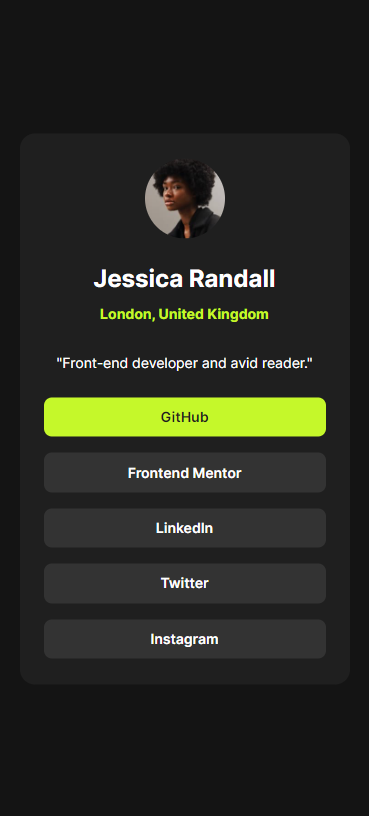 Jessica Randall
London, United Kingdom
"Front-end developer and avid reader."
GitHub
Frontend Mentor
LinkedIn
Twitter
Instagram